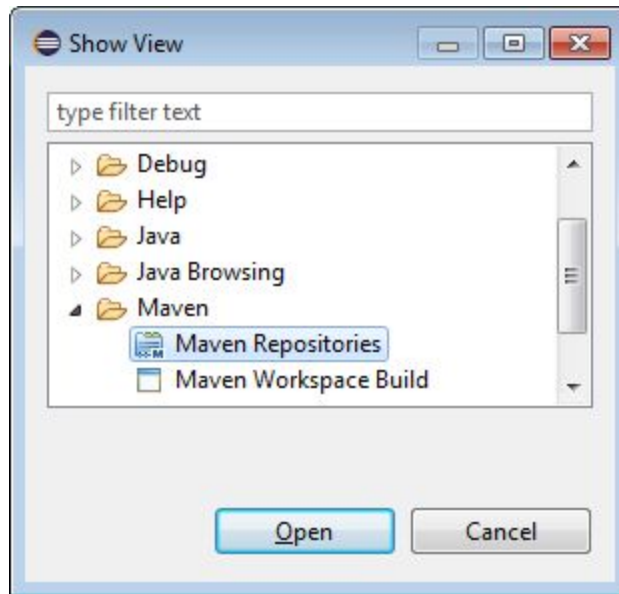 Show View
type filter text
Debug
Help
Java
Java Browsing
Maven
Maven Repositories
Maven Workspace Build
Open
Cancel